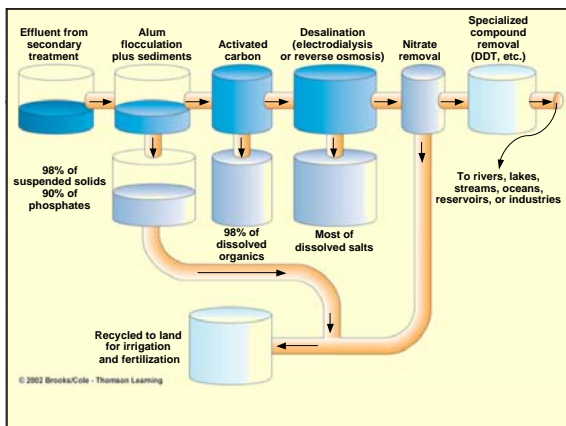 Effluent from
secondary
treatment
Alum
flocculation
plus sediments
Activated
carbon
Desalination
(electrodialysis
or reverse osmosis)
Nitrate
removal
Specialized
compound
removal
(DDT, etc.)
98% of
suspended solids
90% of
phosphates
98% of
dissolved
organics
Most of
dissolved salts
To rivers, lakes,
streams, oceans,
reservoirs, or industries
Recycled to land
for irrigation
and fertilization
© 2002 Brooks/Cole - Thomson Learning